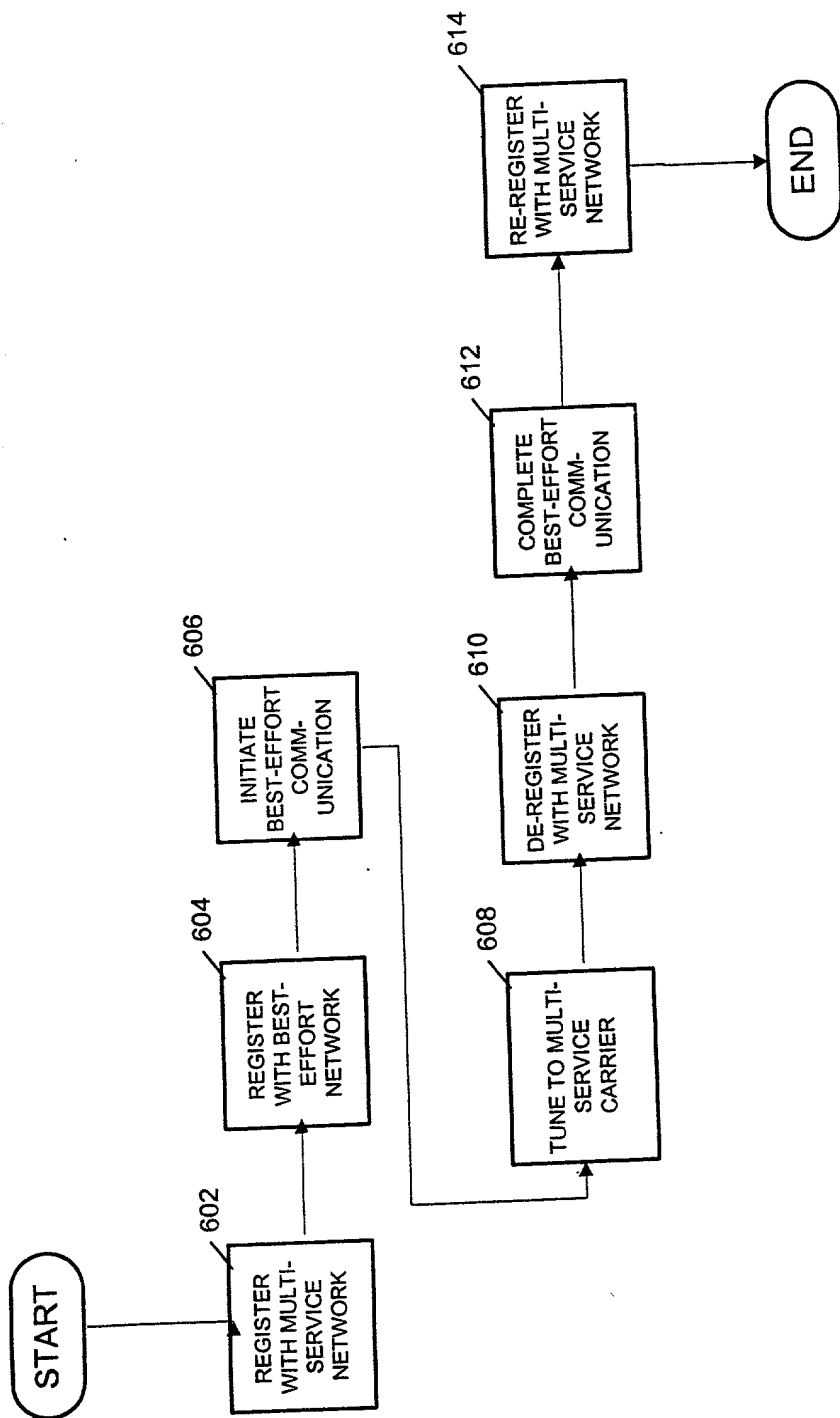 START
602
REGISTER
WITH MULTI-
SERVICE
NETWORK
604
REGISTER
WITH BEST-
EFFORT
NETWORK
606
INITIATE
BEST-EFFORT
COMM-
UNICATION
608
TUNE TO MULTI-
SERVICE
CARRIER
610
DE-REGISTER
WITH MULTI-
SERVICE
NETWORK
612
COMPLETE
BEST-EFFORT
COMM-
UNICATION
614
RE-REGISTER
WITH MULTI-
SERVICE
NETWORK
END